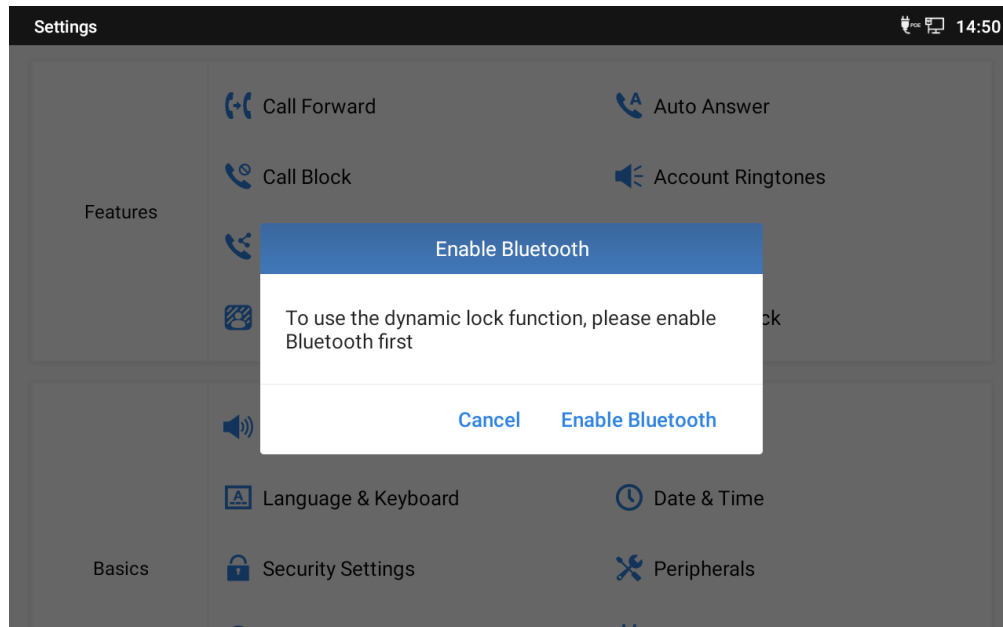 Settings
POE 14:50
Call Forward
Auto Answer
Call Block
Account Ringtones
Features
Enable Bluetooth
To use the dynamic lock function, please enable
Bluetooth first
ck
Cancel Enable Bluetooth
Language & Keyboard
Date & Time
Basics
Security Settings
Peripherals